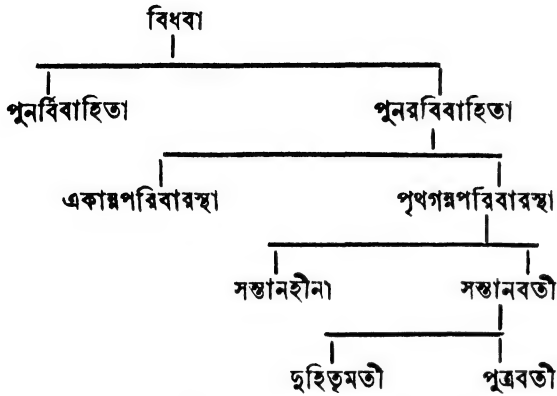 বিধবা
পুনর্বিবাহিতা পুনরবিবাহিতা
একান্নপরিবারস্থা পৃথগন্নপরিবারস্থা
সন্তানহীনা সন্তানবতী
দুহিতৃমতী পুত্রবতী